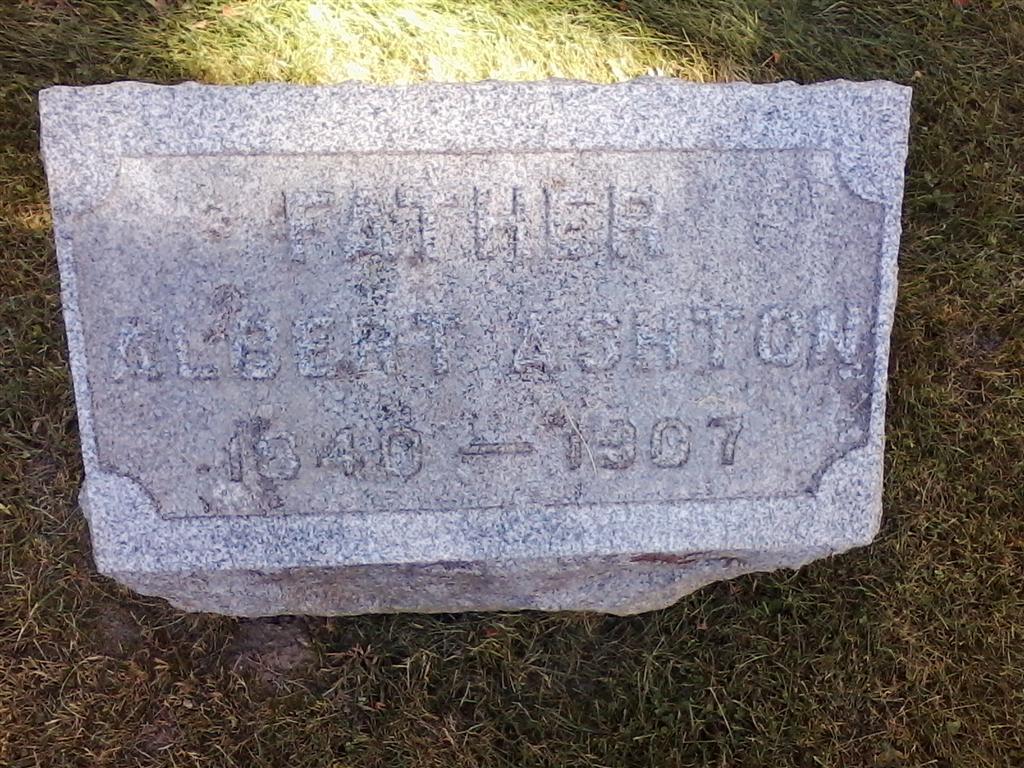 FATHER
ALBERT ASHTON
1840 — 1907